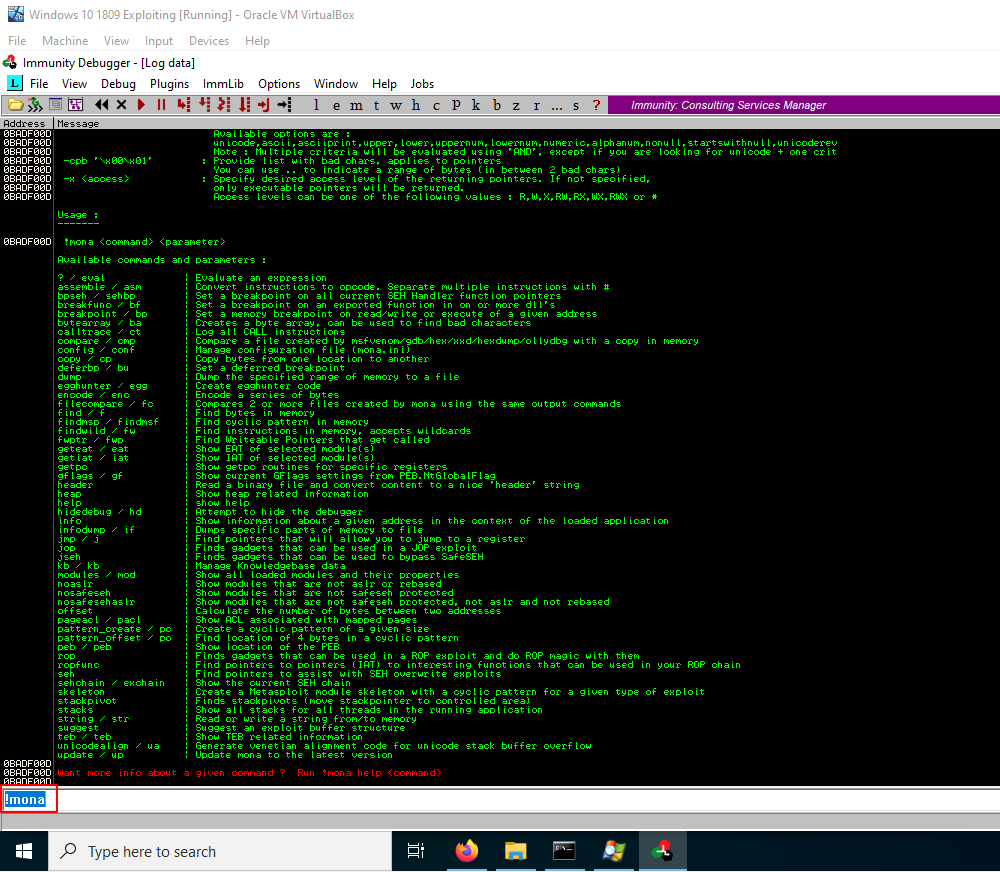 Windows 10 1809 Exploiting [Running] - Oracle VM VirtualBox
File Machine View Input Devices Help
Immunity Debugger - [Log data]
L File View Debug Plugins ImmLib Options Window Help Jobs
l e m t w h c P k b z r ... s ? Immunity: Consulting Services Manager
Address Message
0BADF00D Available options are :
0BADF00D unicode,ascii,asciiprint,upper,lower,uppernum,lowernum,numeric,alphanum,nonull,startswithnull,unicoderev
0BADF00D Note : Multiple criteria will be evaluated using 'AND', except if you are looking for unicode + one crit
0BADF00D -cpb '\x00\x01' : Provide list with bad chars, applies to pointers
0BADF00D You can use .. to indicate a range of bytes (in between 2 bad chars)
0BADF00D -x <access> : Specify desired access level of the returning pointers. If not specified,
0BADF00D only executable pointers will be returned.
0BADF00D Access levels can be one of the following values : R,W,X,RW,RX,WX,RWX or *
Usage :
-------
0BADF00D !mona <command> <parameter>
Available commands and parameters :
? / eval | Evaluate an expression
assemble / asm | Convert instructions to opcode. Separate multiple instructions with #
bpseh / sehbp | Set a breakpoint on all current SEH Handler function pointers
breakfunc / bf | Set a breakpoint on an exported function in on or more dll's
breakpoint / bp | Set a memory breakpoint on read/write or execute of a given address
bytearray / ba | Creates a byte array, can be used to find bad characters
calltrace / ct | Log all CALL instructions
compare / cmp | Compare a file created by msfvenom/gdb/hex/xxd/hexdump/ollydbg with a copy in memory
config / conf | Manage configuration file (mona.ini)
copy / cp | Copy bytes from one location to another
deferbp / bu | Set a deferred breakpoint
dump | Dump the specified range of memory to a file
egghunter / egg | Create egghunter code
encode / enc | Encode a series of bytes
filecompare / fc | Compares 2 or more files created by mona using the same output commands
find / f | Find bytes in memory
findmsp / findmsf | Find cyclic pattern in memory
findwild / fw | Find instructions in memory, accepts wildcards
fwptr / fwp | Find Writeable Pointers that get called
geteat / eat | Show EAT of selected module(s)
getiat / iat | Show IAT of selected module(s)
getpc | Show getpc routines for specific registers
gflags / gf | Show current GFlags settings from PEB.NtGlobalFlag
header | Read a binary file and convert content to a nice 'header' string
heap | Show heap related information
help | show help
hidedebug / hd | Attempt to hide the debugger
info | Show information about a given address in the context of the loaded application
infodump / if | Dumps specific parts of memory to file
jmp / j | Find pointers that will allow you to jump to a register
jop | Finds gadgets that can be used in a JOP exploit
jseh | Finds gadgets that can be used to bypass SafeSEH
kb / kb | Manage Knowledgebase data
modules / mod | Show all loaded modules and their properties
noaslr | Show modules that are not aslr or rebased
nosafeseh | Show modules that are not safeseh protected
nosafesehaslr | Show modules that are not safeseh protected, not aslr and not rebased
offset | Calculate the number of bytes between two addresses
pageacl / pacl | Show ACL associated with mapped pages
pattern_create / pc | Create a cyclic pattern of a given size
pattern_offset / po | Find location of 4 bytes in a cyclic pattern
peb / peb | Show location of the PEB
rop | Finds gadgets that can be used in a ROP exploit and do ROP magic with them
ropfunc | Find pointers to pointers (IAT) to interesting functions that can be used in your ROP chain
seh | Find pointers to assist with SEH overwrite exploits
sehchain / exchain | Show the current SEH chain
skeleton | Create a Metasploit module skeleton with a cyclic pattern for a given type of exploit
stackpivot | Finds stackpivots (move stackpointer to controlled area)
stacks | Show all stacks for all threads in the running application
string / str | Read or write a string from/to memory
suggest | Suggest an exploit buffer structure
teb / teb | Show TEB related information
unicodealign / ua | Generate venetian alignment code for unicode stack buffer overflow
update / up | Update mona to the latest version
0BADF00D
0BADF00D Want more info about a given command ? Run !mona help <command>
0BADF00D
!mona
Type here to search